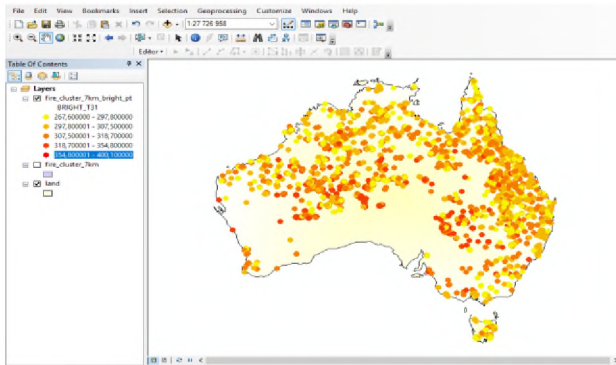 File Edit View Bookmarks Insert Selection Geoprocessing Customize Windows Help
1:27 726 958
Editor
Table Of Contents
Layers
fire_cluster_7km_bright_pt
BRIGHT_T31
267,600000 - 297,800000
297,800001 - 307,500000
307,500001 - 318,700000
318,700001 - 354,800000
354,800001 - 400,100000
fire_cluster_7km
land